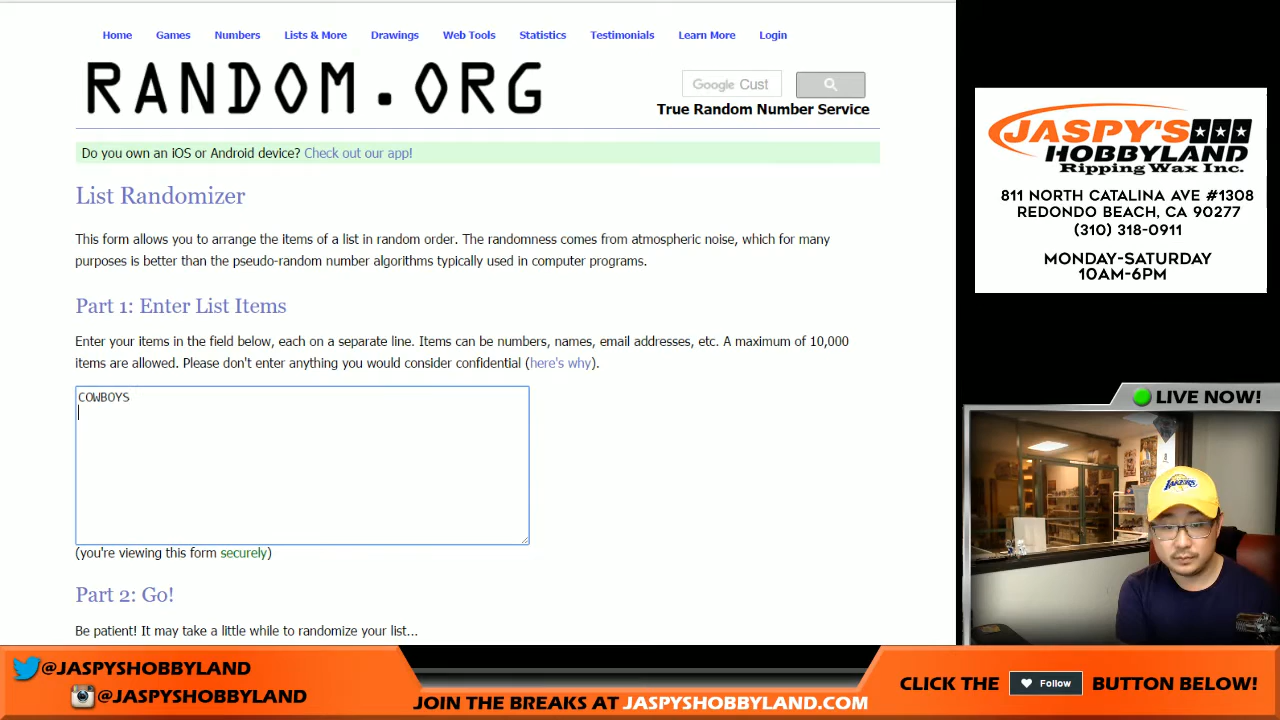 Home Games Numbers Lists & More Drawings Web Tools Statistics Testimonials Learn More Login
RANDOM.ORG
Google Cust
True Random Number Service
Do you own an iOS or Android device? Check out our app!
List Randomizer
This form allows you to arrange the items of a list in random order. The randomness comes from atmospheric noise, which for many
purposes is better than the pseudo-random number algorithms typically used in computer programs.
Part 1: Enter List Items
Enter your items in the field below, each on a separate line. Items can be numbers, names, email addresses, etc. A maximum of 10,000
items are allowed. Please don't enter anything you would consider confidential (here's why).
COWBOYS
(you're viewing this form securely)
Part 2: Go!
Be patient! It may take a little while to randomize your list...
JASPY'S
HOBBYLAND
Ripping Wax Inc.
811 NORTH CATALINA AVE #1308
REDONDO BEACH, CA 90277
(310) 318-0911
MONDAY-SATURDAY
10AM-6PM
LIVE NOW!
LAKERS
@JASPYSHOBBYLAND
@JASPYSHOBBYLAND
JOIN THE BREAKS AT JASPYSHOBBYLAND.COM
CLICK THE Follow BUTTON BELOW!